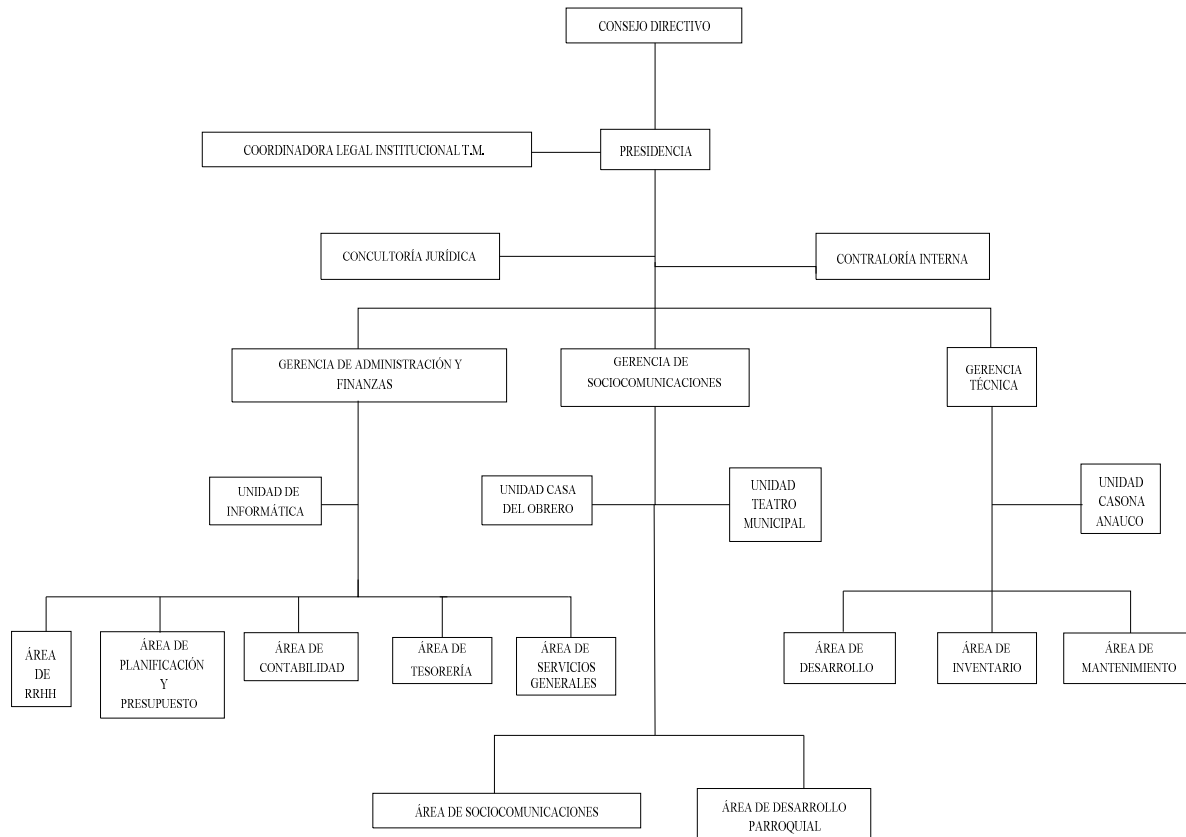 CONSEJO DIRECTIVO
COORDINADORA LEGAL INSTITUCIONAL T.M.
PRESIDENCIA
CONCULTORÍA JURÍDICA
CONTRALORÍA INTERNA
GERENCIA DE ADMINISTRACIÓN Y
FINANZAS
GERENCIA DE
SOCIOCOMUNICACIONES
GERENCIA
TÉCNICA
UNIDAD DE
INFORMÁTICA
UNIDAD CASA
DEL OBRERO
UNIDAD
TEATRO
MUNICIPAL
UNIDAD
CASONA
ANAUCO
ÁREA
DE
RRHH
ÁREA DE
PLANIFICACIÓN
Y
PRESUPUESTO
ÁREA DE
CONTABILIDAD
ÁREA DE
TESORERÍA
ÁREA DE
SERVICIOS
GENERALES
ÁREA DE
DESARROLLO
ÁREA DE
INVENTARIO
ÁREA DE
MANTENIMIENTO
ÁREA DE SOCIOCOMUNICACIONES
ÁREA DE DESARROLLO
PARROQUIAL